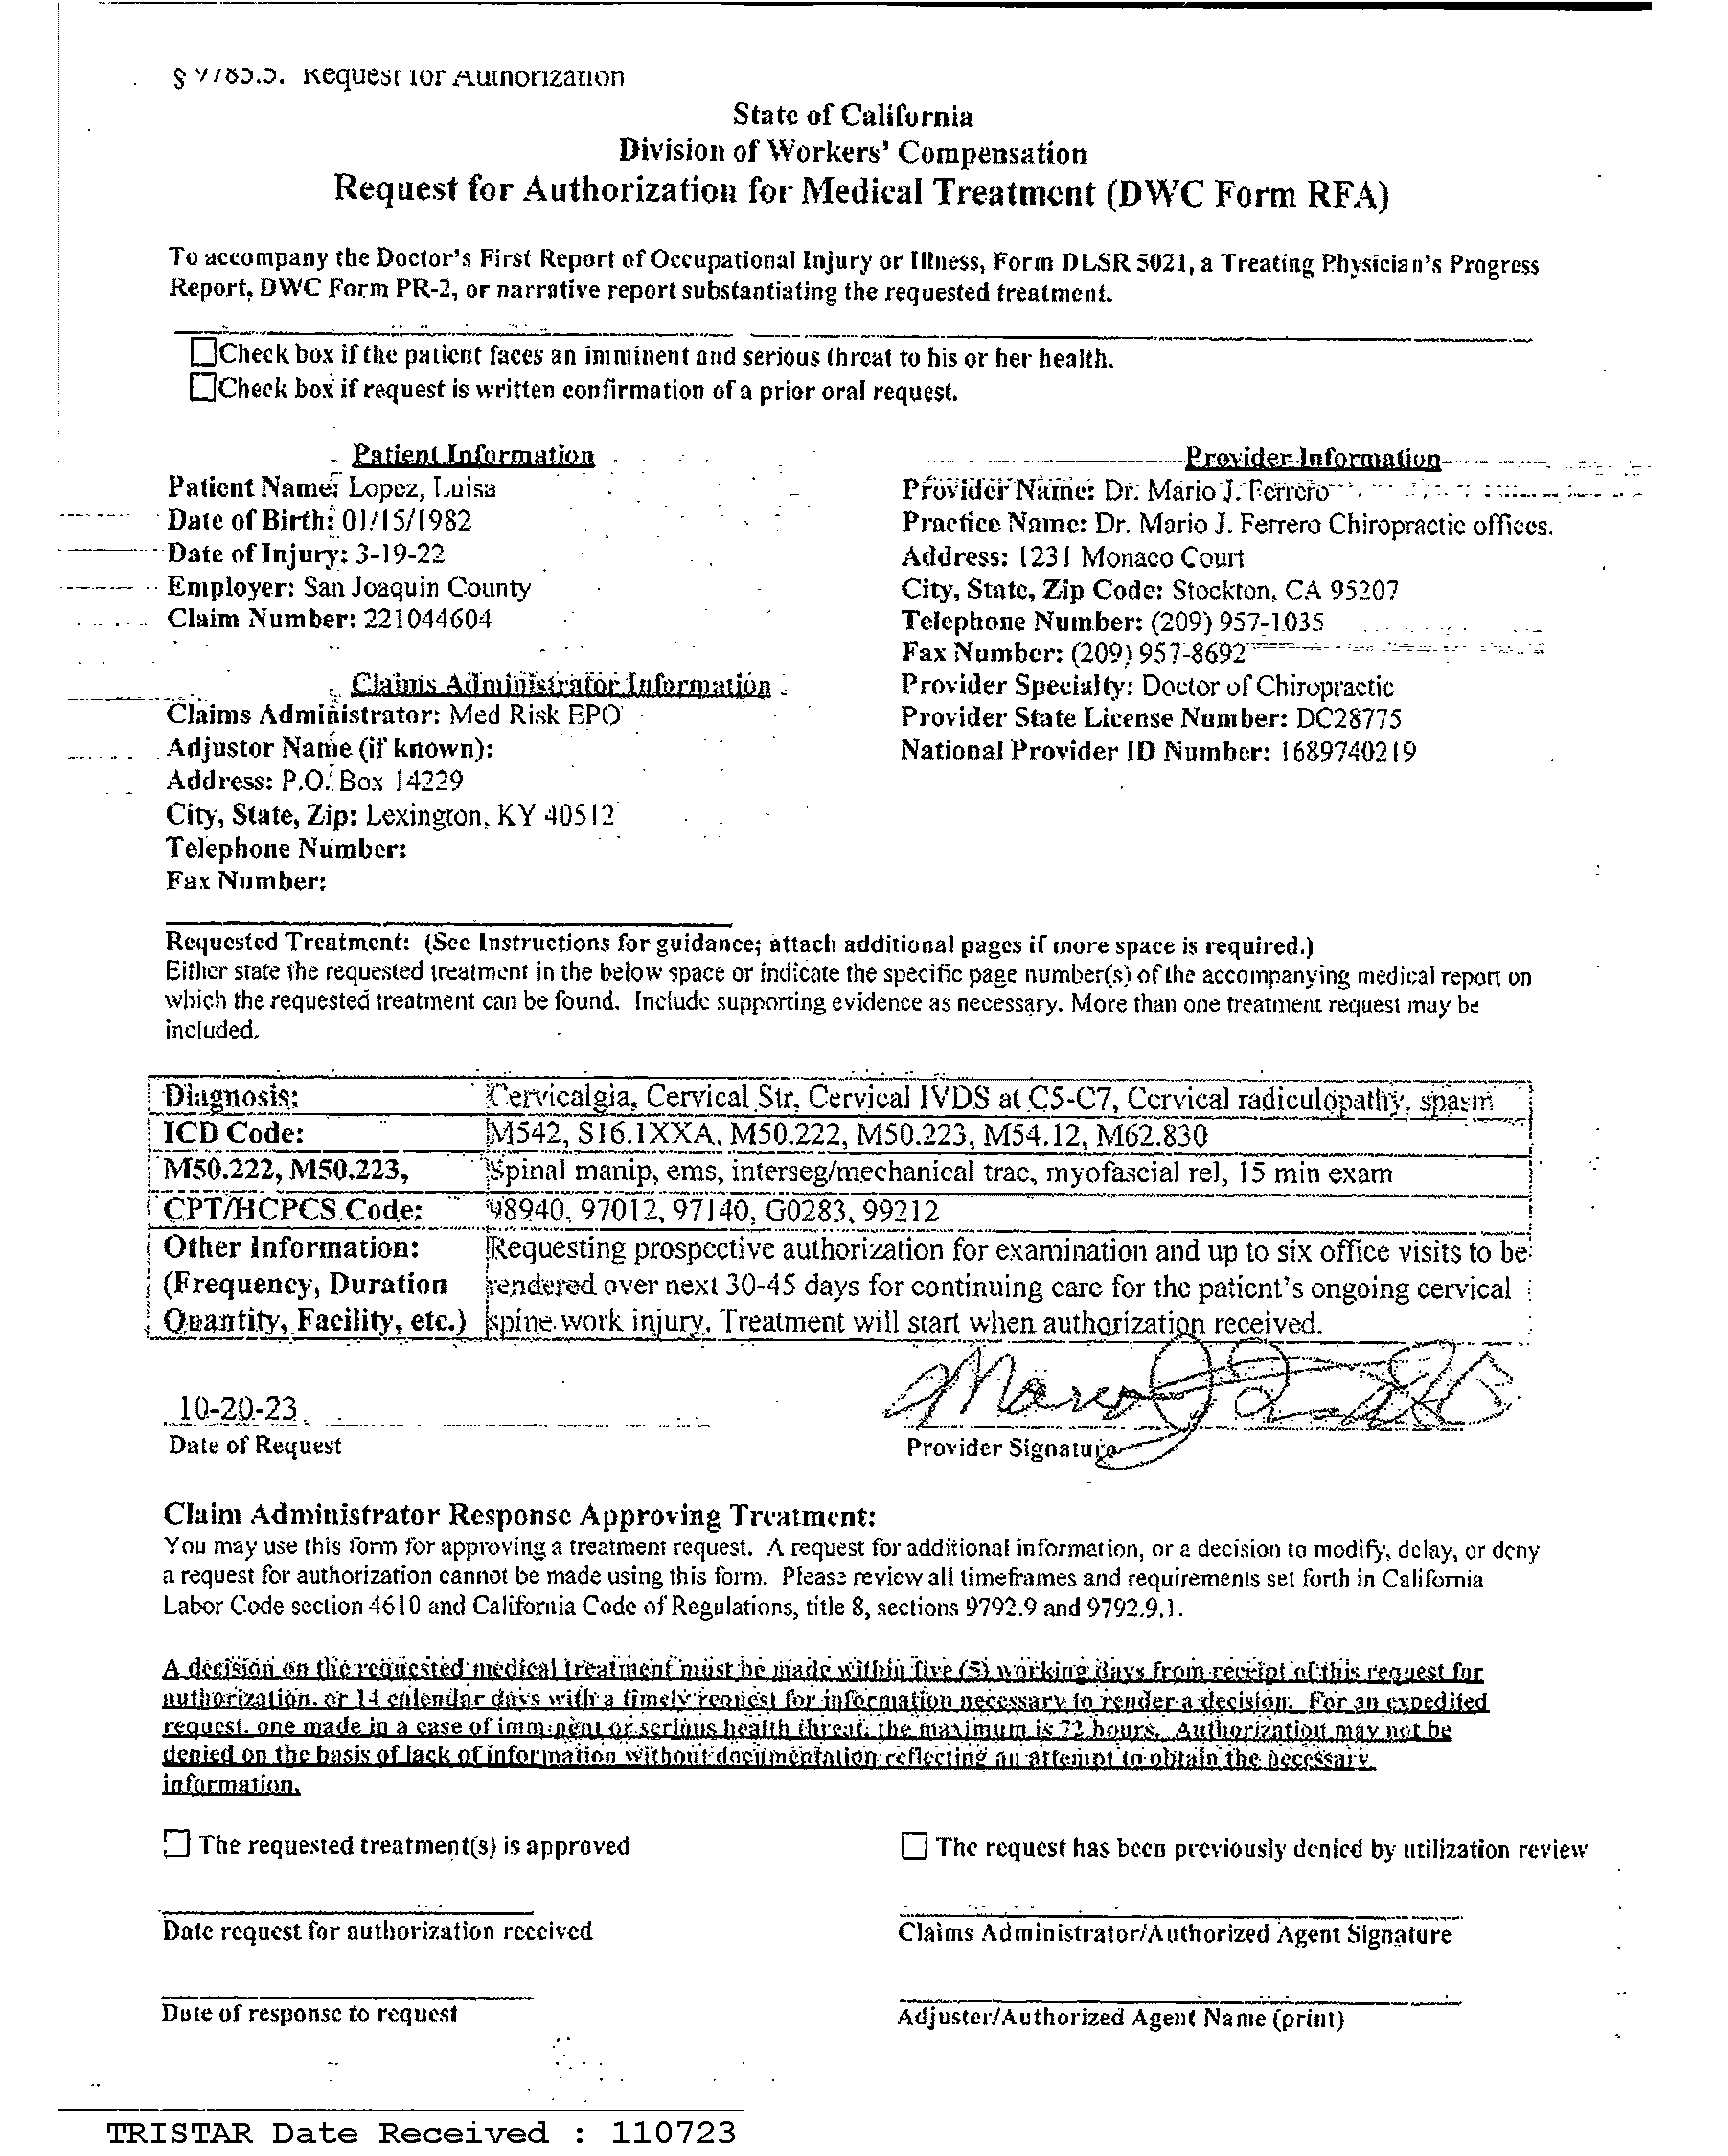 § 9785.5. Request for Authorization
State of California
Division of Workers' Compensation
Request for Authorization for Medical Treatment (DWC Form RFA)
To accompany the Doctor's First Report of Occupational Injury or Illness, Form DLSR 5021, a Treating Physician's Progress
Report, DWC Form PR-2, or narrative report substantiating the requested treatment.
Check box if the patient faces an imminent and serious threat to his or her health.
Check box if request is written confirmation of a prior oral request.
Patient Information
Patient Name: Lopez, Luisa
Date of Birth: 01/15/1982
Date of Injury: 3-19-22
Employer: San Joaquin County
Claim Number: 221044604
Claims Administrator Information
Claims Administrator: Med Risk EPO
Adjustor Name (if known):
Address: P.O. Box 14229
City, State, Zip: Lexington, KY 40512
Telephone Number:
Fax Number:
Provider Information
Provider Name: Dr. Mario J. Ferrero
Practice Name: Dr. Mario J. Ferrero Chiropractic offices.
Address: 1231 Monaco Court
City, State, Zip Code: Stockton, CA 95207
Telephone Number: (209) 957-1035
Fax Number: (209) 957-8692
Provider Specialty: Doctor of Chiropractic
Provider State License Number: DC28775
National Provider ID Number: 1689740219
Requested Treatment: (See Instructions for guidance; attach additional pages if more space is required.)
Either state the requested treatment in the below space or indicate the specific page number(s) of the accompanying medical report on
which the requested treatment can be found. Include supporting evidence as necessary. More than one treatment request may be
included.
Diagnosis: Cervicalgia, Cervical Str, Cervical IVDS at C5-C7, Cervical radiculopathy, spasm
ICD Code: M542, S16.1XXA, M50.222, M50.223, M54.12, M62.830
M50.222, M50.223, Spinal manip, ems, interseg/mechanical trac, myofascial rel, 15 min exam
CPT/HCPCS Code: 98940, 97012, 97140, G0283, 99212
Other Information: Requesting prospective authorization for examination and up to six office visits to be
(Frequency, Duration rendered over next 30-45 days for continuing care for the patient's ongoing cervical
Quantity, Facility, etc.) spine work injury. Treatment will start when authorization received.
10-20-23
Date of Request
Provider Signature
Claim Administrator Response Approving Treatment:
You may use this form for approving a treatment request. A request for additional information, or a decision to modify, delay, or deny
a request for authorization cannot be made using this form. Please review all timeframes and requirements set forth in California
Labor Code section 4610 and California Code of Regulations, title 8, sections 9792.9 and 9792.9.1.
A decision on the requested medical treatment must be made within five (5) working days from receipt of this request for
authorization, or 14 calendar days with a timely request for information necessary to render a decision. For an expedited
request, one made in a case of imminent or serious health threat, the maximum is 72 hours. Authorization may not be
denied on the basis of lack of information without documentation reflecting an attempt to obtain the necessary
information.
The requested treatment(s) is approved
The request has been previously denied by utilization review
Date request for authorization received
Claims Administrator/Authorized Agent Signature
Date of response to request
Adjuster/Authorized Agent Name (print)
TRISTAR Date Received : 110723